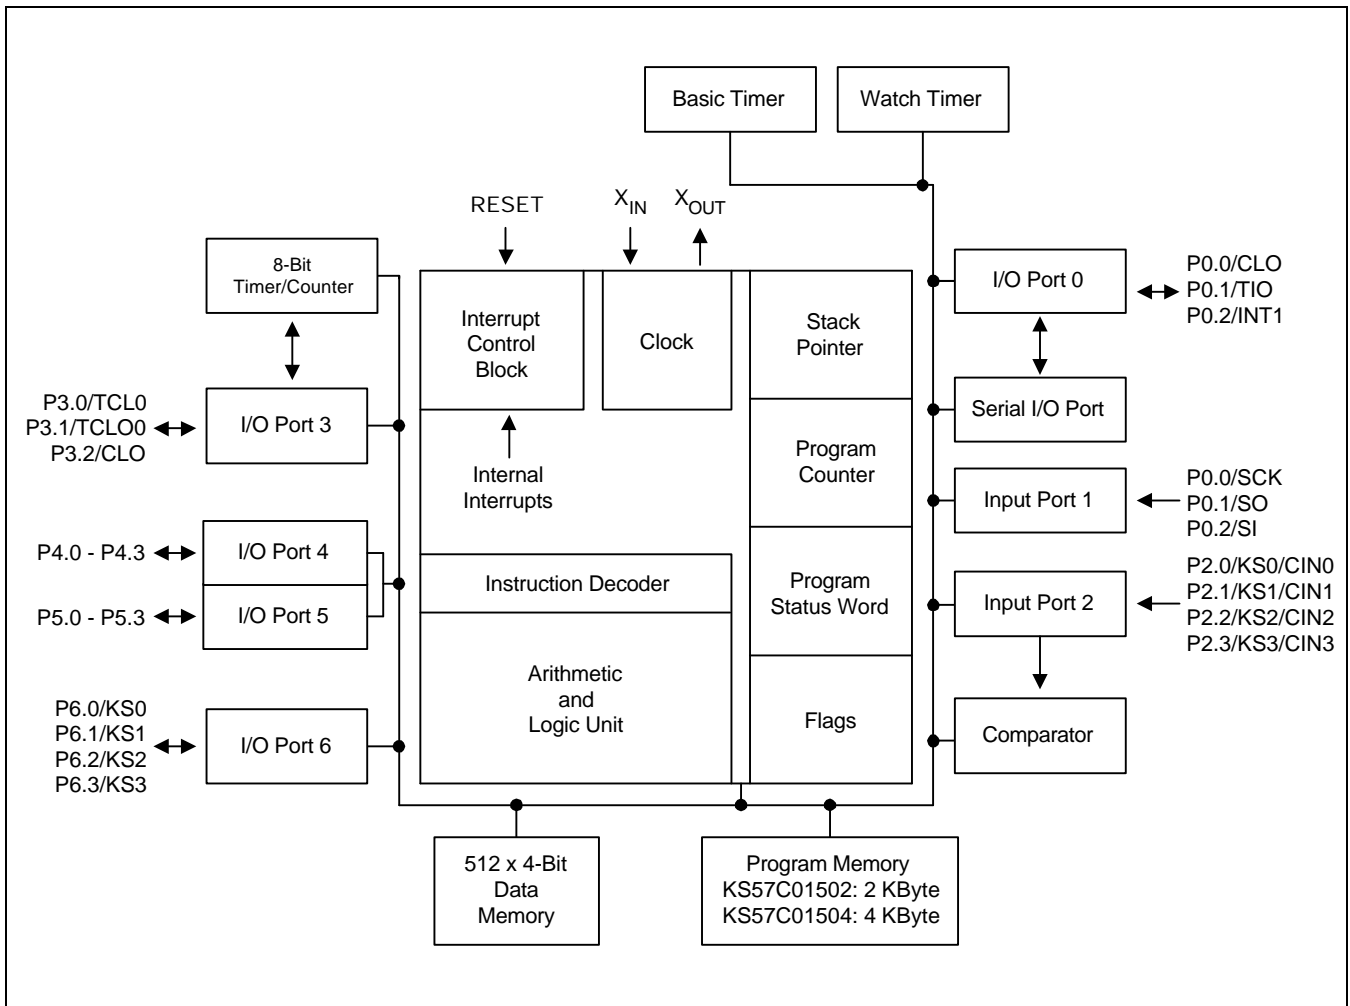 Basic Timer
Watch Timer
RESET
XIN
XOUT
8-Bit
Timer/Counter
Interrupt
Control
Block
Clock
Stack
Pointer
I/O Port 0
P0.0/CLO
P0.1/TIO
P0.2/INT1
P3.0/TCL0
P3.1/TCLO0
P3.2/CLO
I/O Port 3
Internal
Interrupts
Program
Counter
Serial I/O Port
Input Port 1
P0.0/SCK
P0.1/SO
P0.2/SI
P4.0 - P4.3
I/O Port 4
P5.0 - P5.3
I/O Port 5
Instruction Decoder
Program
Status Word
Input Port 2
P2.0/KS0/CIN0
P2.1/KS1/CIN1
P2.2/KS2/CIN2
P2.3/KS3/CIN3
P6.0/KS0
P6.1/KS1
P6.2/KS2
P6.3/KS3
I/O Port 6
Arithmetic
and
Logic Unit
Flags
Comparator
512 x 4-Bit
Data
Memory
Program Memory
KS57C01502: 2 KByte
KS57C01504: 4 KByte